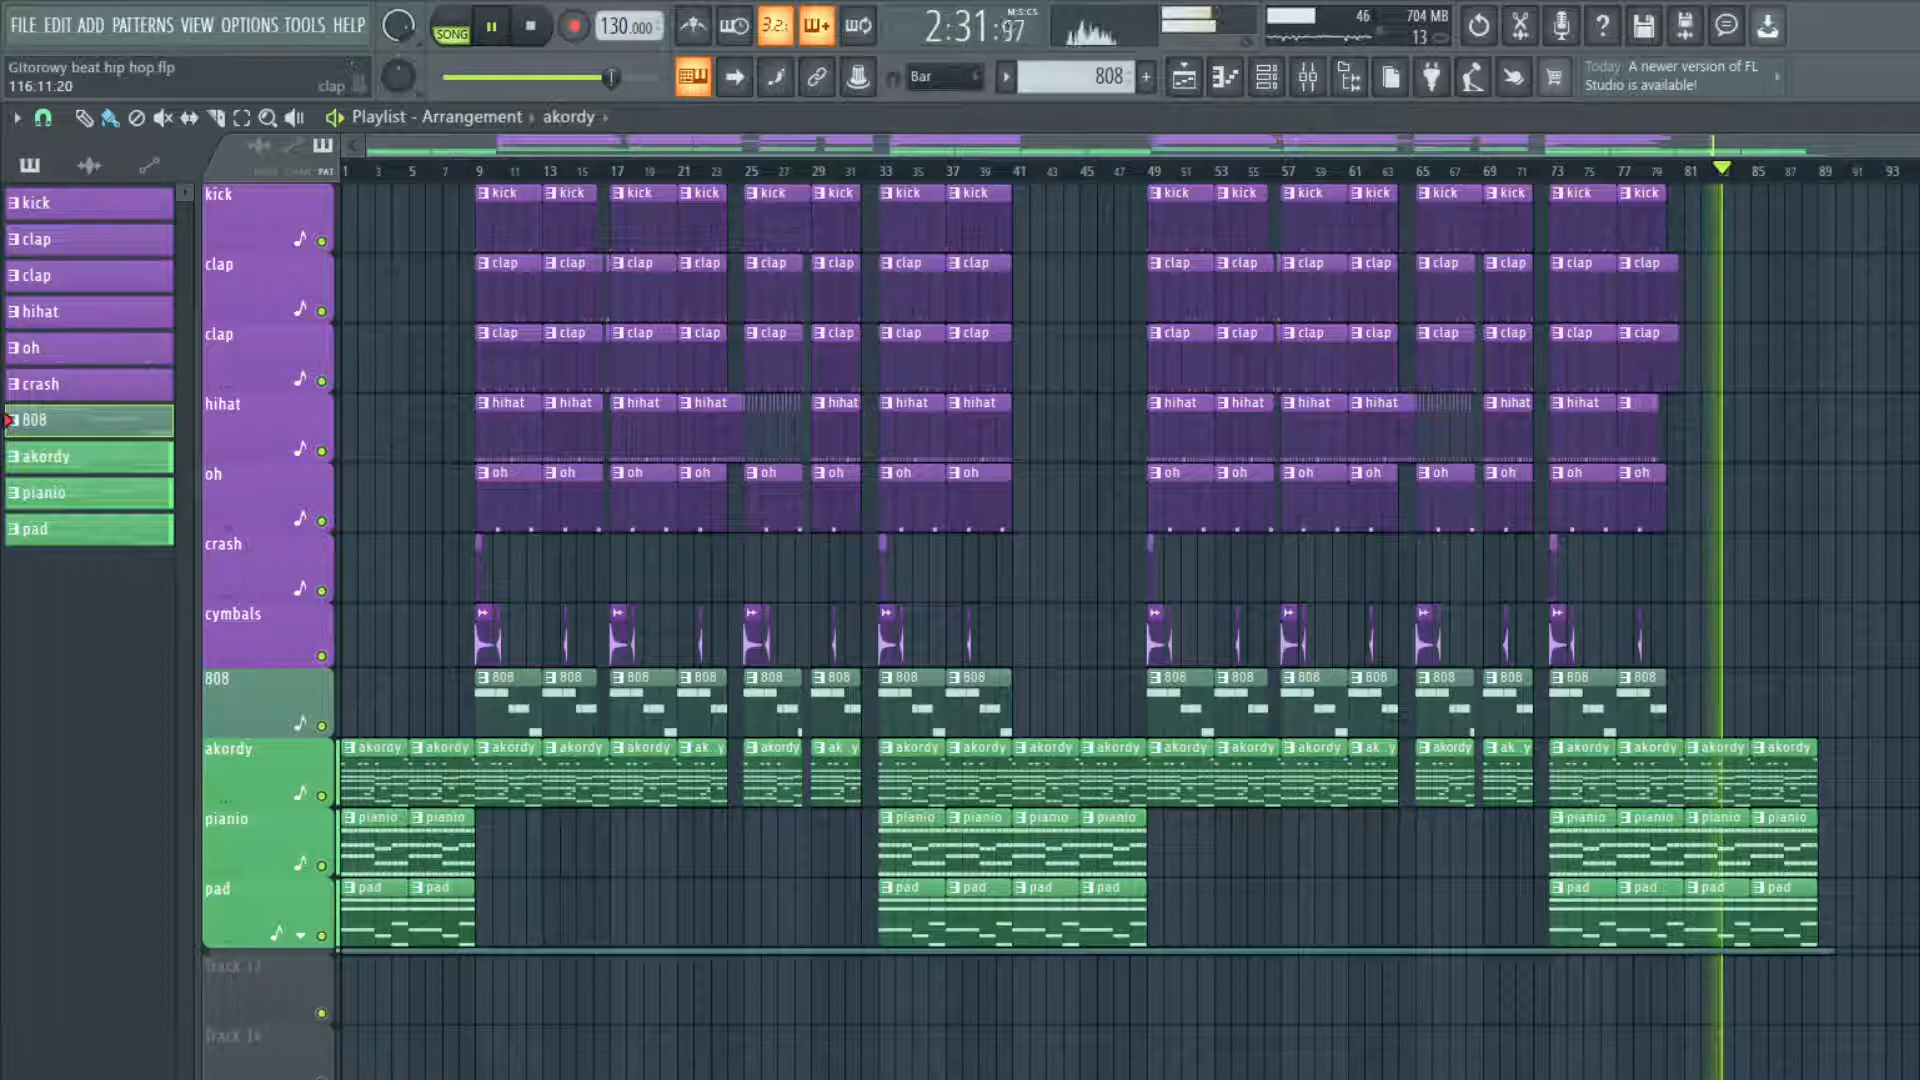 FILE EDIT ADD PATTERNS VIEW OPTIONS TOOLS HELP
SONG
130.000
3.2.
2:31:97
M:S:CS
46
704 MB
13
Gitorowy beat hip hop.flp
116:11.20
clap
Bar
808
Today A newer version of FL
Studio is available!
Playlist - Arrangement › akordy ›
PAT
1 3 5 7 9 11 13 15 17 19 21 23 25 27 29 31 33 35 37 39 41 43 45 47 49 51 53 55 57 59 61 63 65 67 69 71 73 75 77 79 81 85 87 89 91 93
kick
clap
clap
hihat
oh
crash
808
akordy
pianio
pad
kick
kick kick kick kick kick kick kick kick kick kick kick kick kick kick kick kick
clap
clap clap clap clap clap clap clap clap clap clap clap clap clap clap clap clap
clap
clap clap clap clap clap clap clap clap clap clap clap clap clap clap clap clap
hihat
hihat hihat hihat hihat hihat hihat hihat hihat hihat hihat hihat hihat hihat
oh
oh oh oh oh oh oh oh oh oh oh oh oh oh oh oh oh
crash
cymbals
808
808 808 808 808 808 808 808 808 808 808 808 808 808 808 808 808
akordy
akordy akordy akordy akordy akordy ak..y akordy ak..y akordy akordy akordy akordy akordy akordy akordy ak..y akordy ak..y akordy akordy akordy akordy
pianio
pianio pianio pianio pianio pianio pianio pianio pianio pianio pianio
pad
pad pad pad pad pad pad pad pad pad pad
Track 13
Track 14